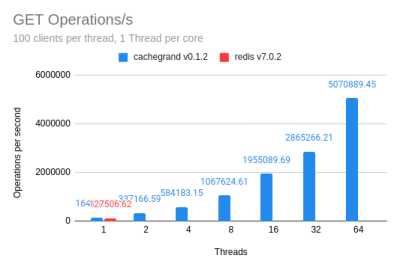 GET Operations/s
100 clients per thread, 1 Thread per core
cachegrand v0.1.2 redis v7.0.2
Operations per second
6000000
4000000
2000000
0
127506.62
337166.59
584183.15
1067624.61
1955089.69
2865266.21
5070889.45
1 2 4 8 16 32 64
Threads